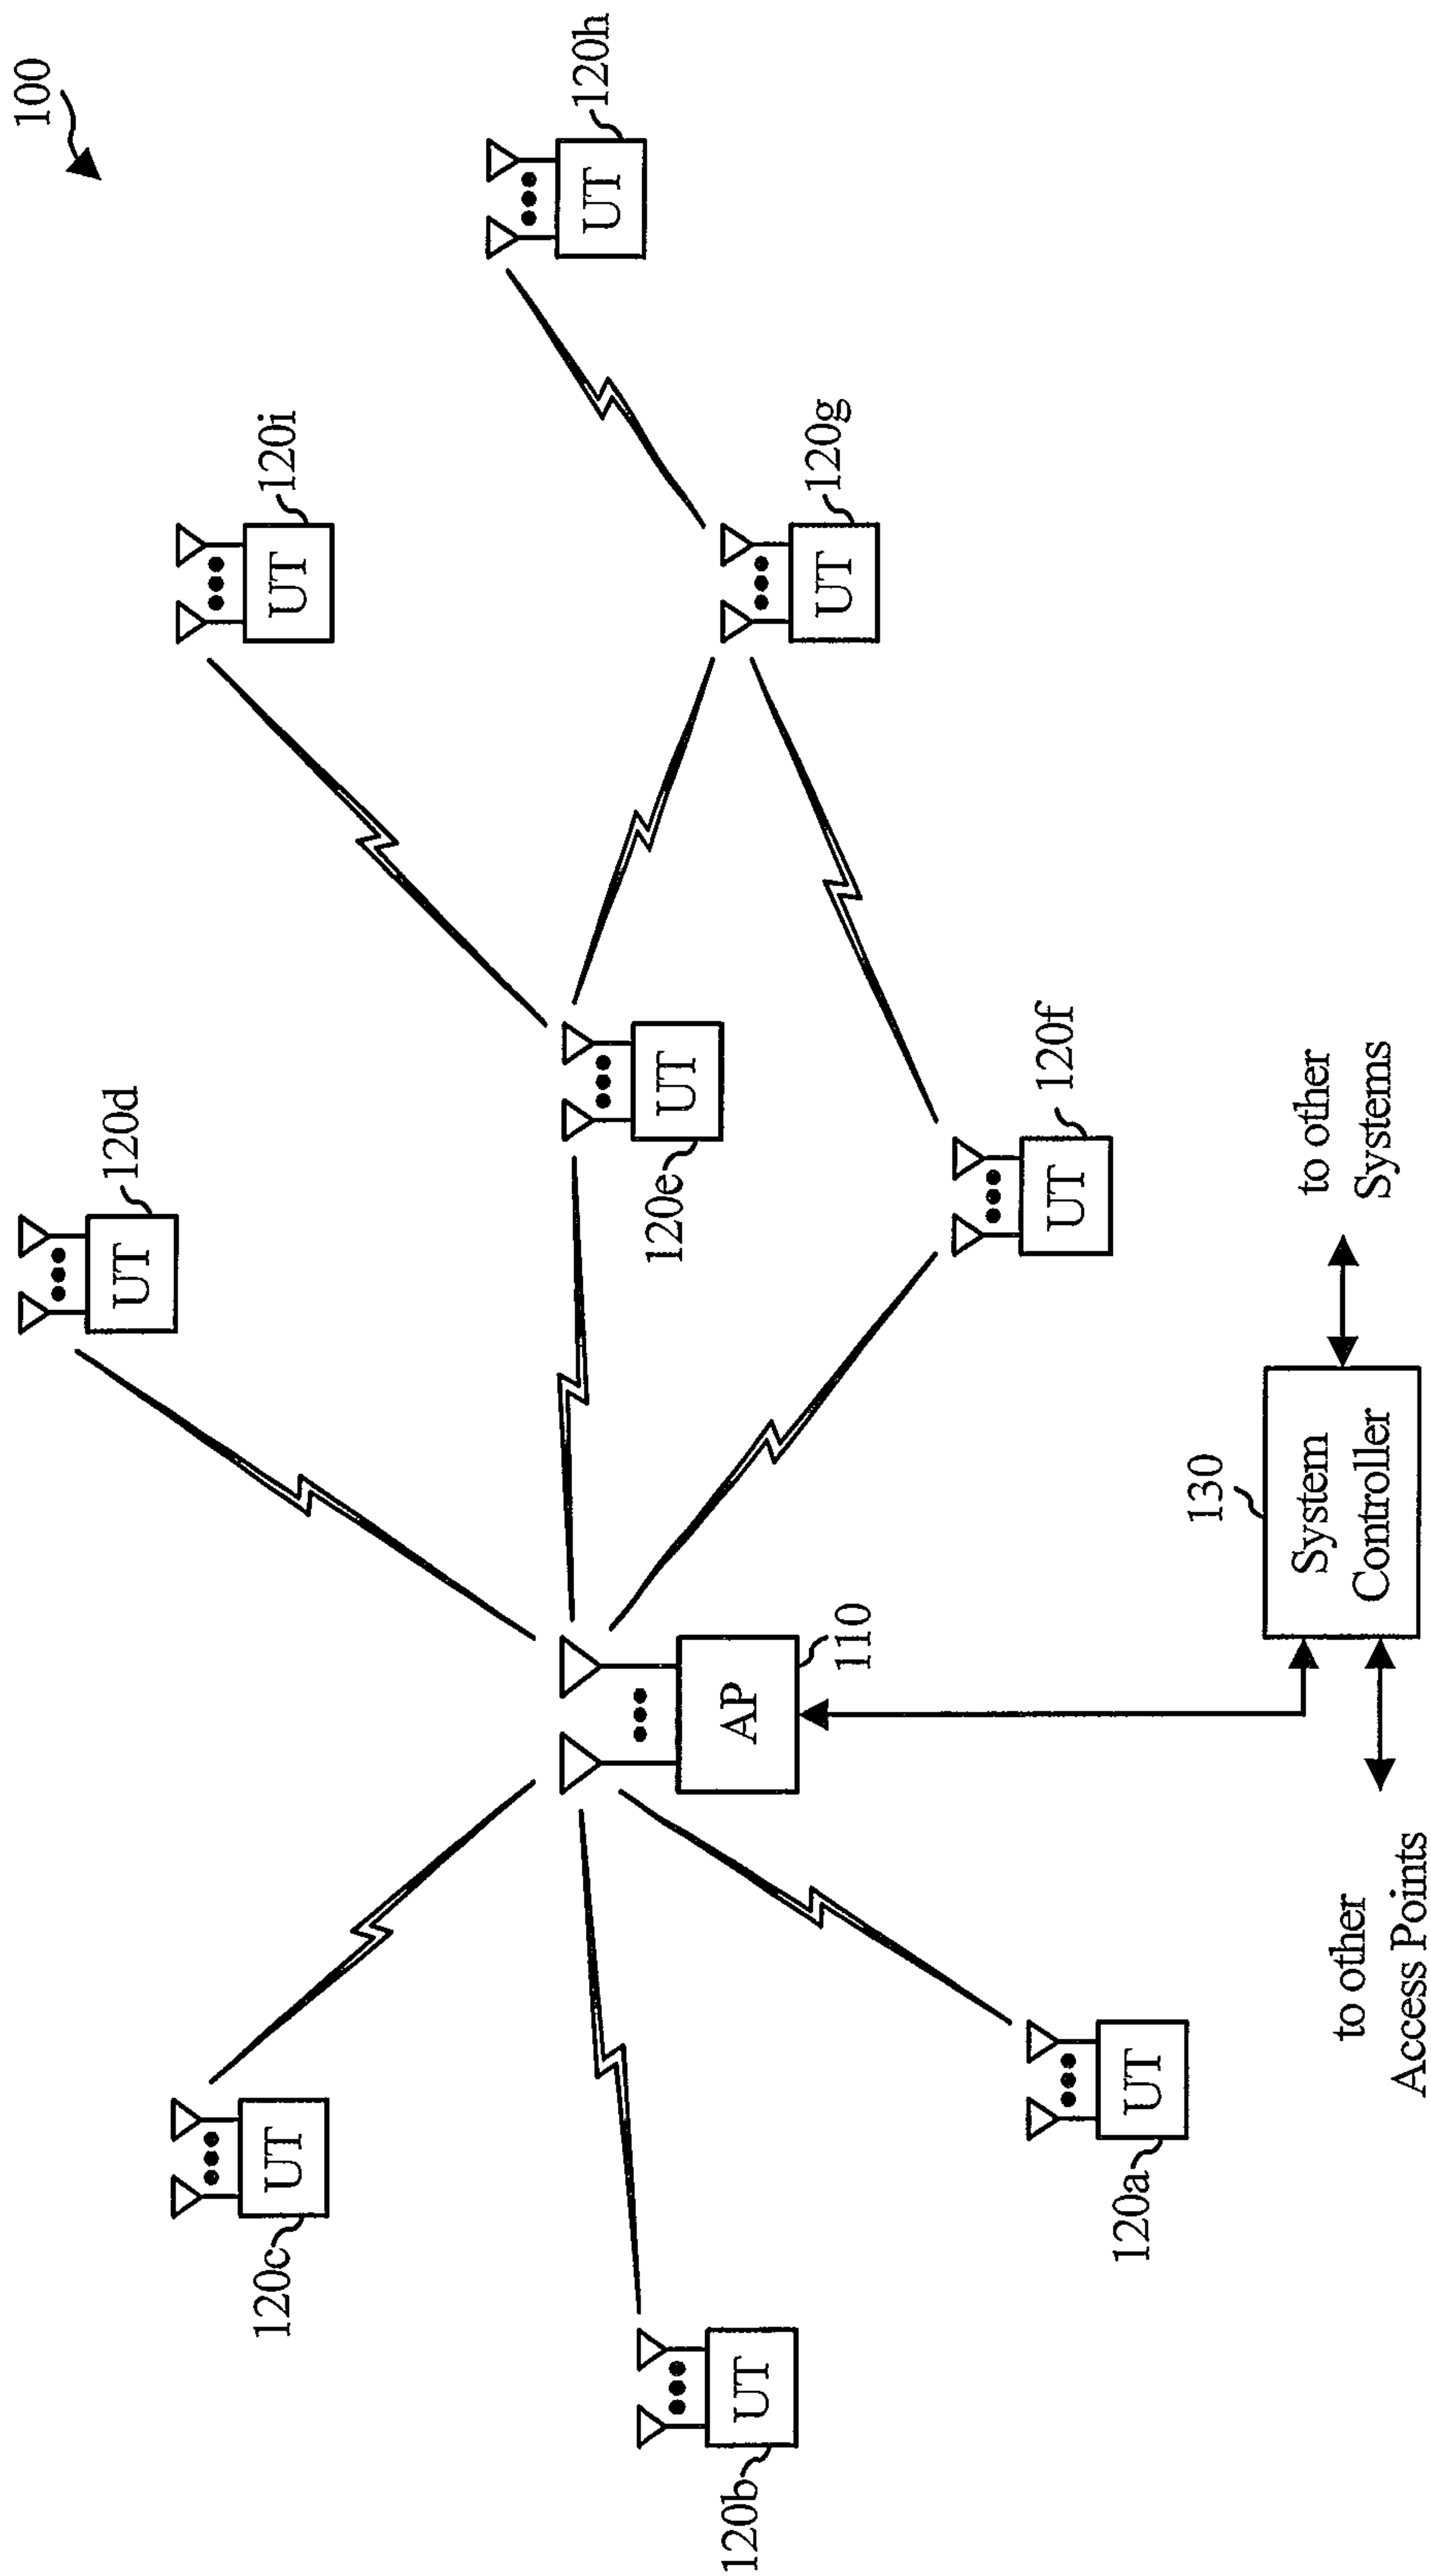 100
UT
120d
UT
120c
UT
120i
UT
120h
UT
120e
UT
120b
AP
110
UT
120g
UT
120f
UT
120a
130
System
Controller
to other
Systems
to other
Access Points